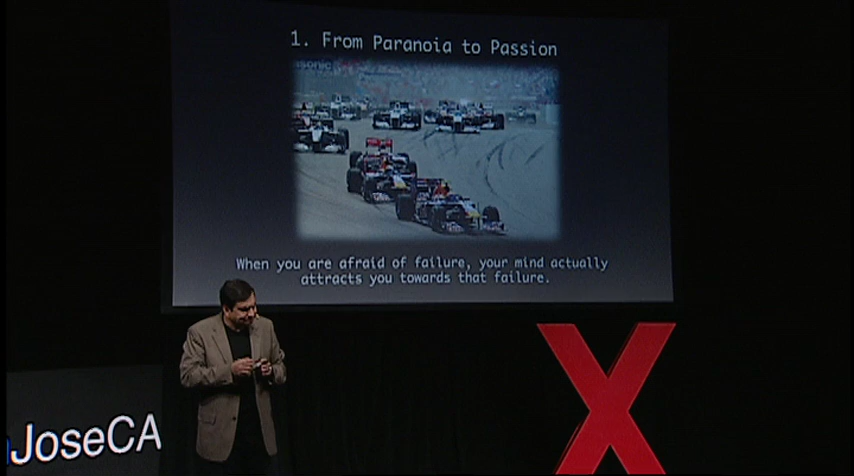 1. From Paranoia to Passion
sonic
When you are afraid of failure, your mind actually
attracts you towards that failure.
X
JoseCA